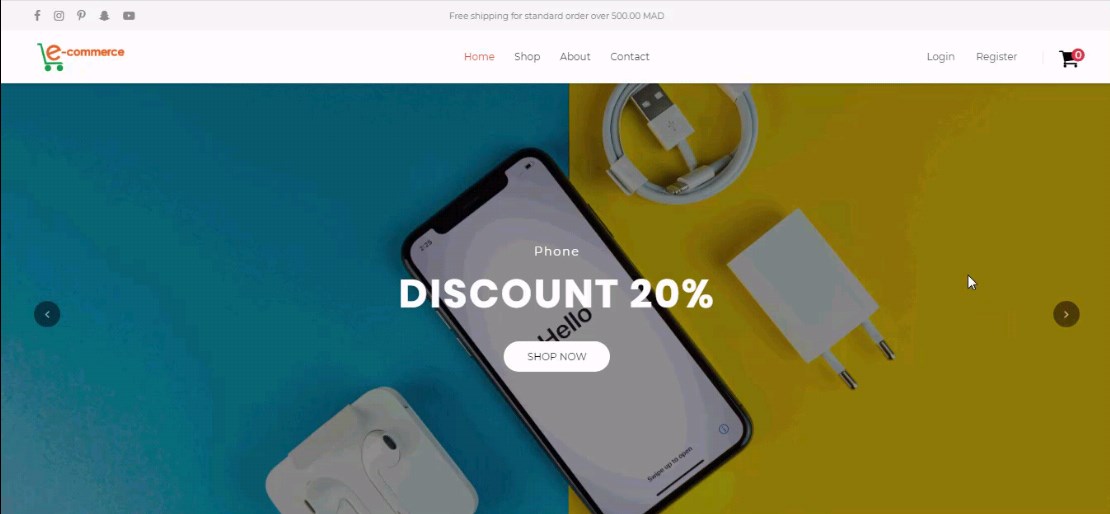 Free shipping for standard order over 500.00 MAD
e-commerce
Home Shop About Contact
Login Register
0
2:25
Phone
DISCOUNT 20%
Hello
SHOP NOW
Swipe up to open